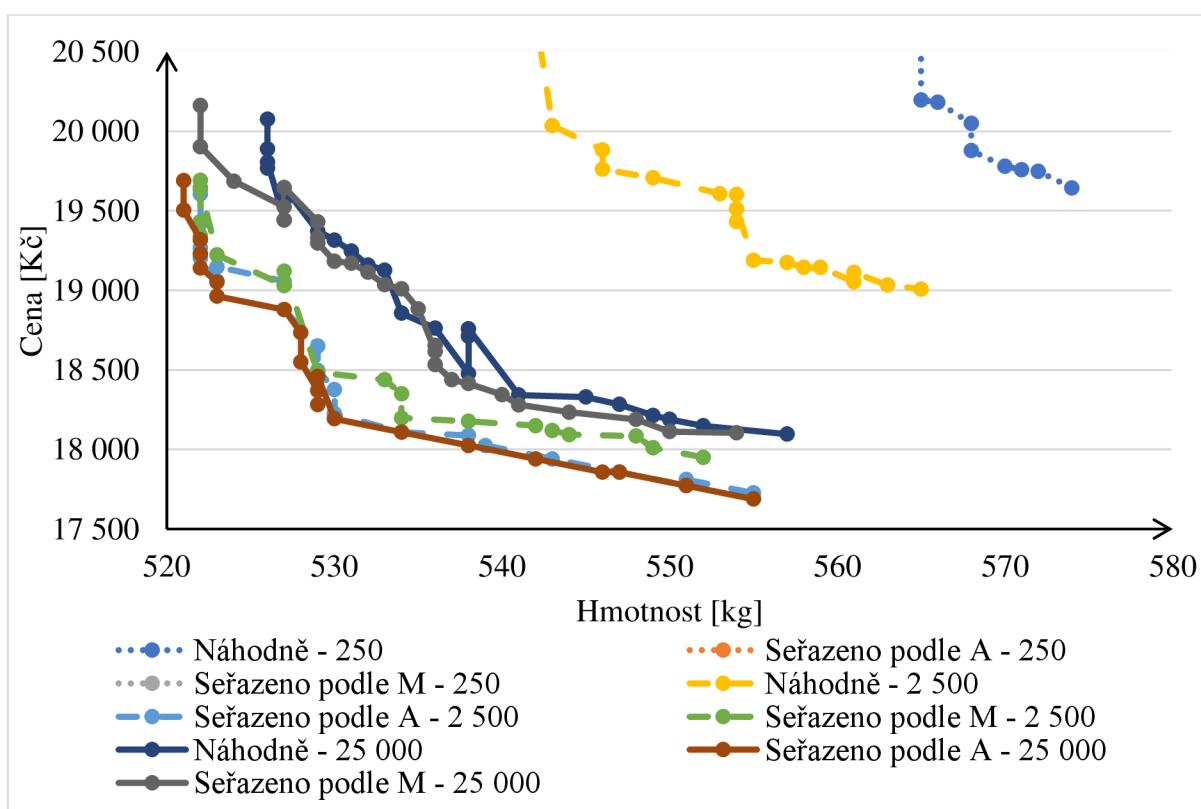 20 500
20 000
19 500
19 000
18 500
18 000
17 500
Cena [Kč]
520 530 540 550 560 570 580
Hmotnost [kg]
Náhodně - 250 Seřazeno podle A - 250
Seřazeno podle M - 250 Náhodně - 2 500
Seřazeno podle A - 2 500 Seřazeno podle M - 2 500
Náhodně - 25 000 Seřazeno podle A - 25 000
Seřazeno podle M - 25 000